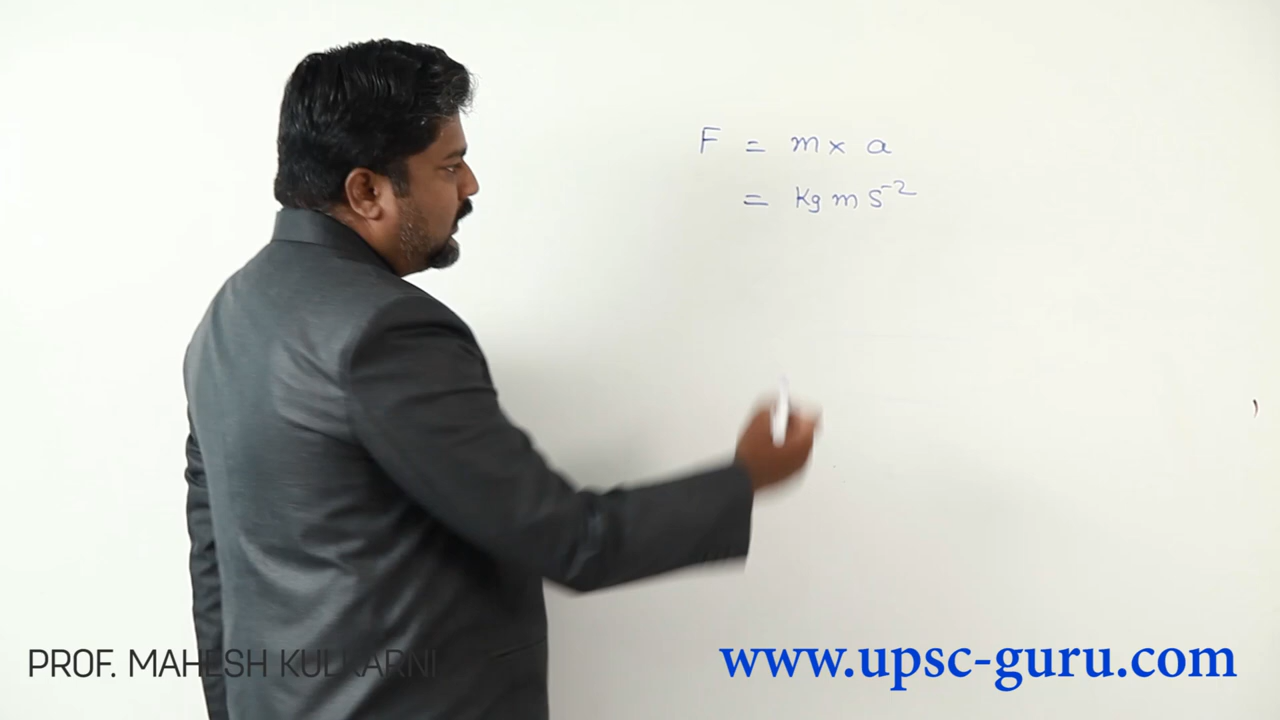 F = m x a
= Kg m S⁻²
PROF. MAHESH KULKARNI
www.upsc-guru.com